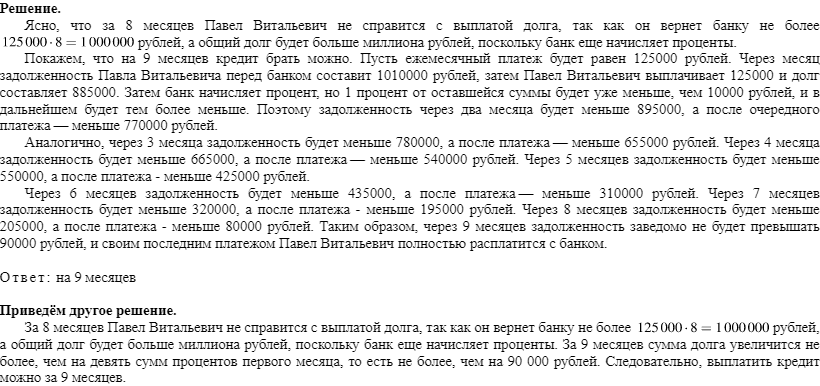 Решение.
Ясно, что за 8 месяцев Павел Витальевич не справится с выплатой долга, так как он вернет банку не более
125 000 · 8 = 1 000 000 рублей, а общий долг будет больше миллиона рублей, поскольку банк еще начисляет проценты.
Покажем, что на 9 месяцев кредит брать можно. Пусть ежемесячный платеж будет равен 125000 рублей. Через месяц
задолженность Павла Витальевича перед банком составит 1010000 рублей, затем Павел Витальевич выплачивает 125000 и долг
составляет 885000. Затем банк начисляет процент, но 1 процент от оставшейся суммы будет уже меньше, чем 10000 рублей, и в
дальнейшем будет тем более меньше. Поэтому задолженность через два месяца будет меньше 895000, а после очередного
платежа — меньше 770000 рублей.
Аналогично, через 3 месяца задолженность будет меньше 780000, а после платежа — меньше 655000 рублей. Через 4 месяца
задолженность будет меньше 665000, а после платежа — меньше 540000 рублей. Через 5 месяцев задолженность будет меньше
550000, а после платежа - меньше 425000 рублей.
Через 6 месяцев задолженность будет меньше 435000, а после платежа — меньше 310000 рублей. Через 7 месяцев
задолженность будет меньше 320000, а после платежа - меньше 195000 рублей. Через 8 месяцев задолженность будет меньше
205000, а после платежа - меньше 80000 рублей. Таким образом, через 9 месяцев задолженность заведомо не будет превышать
90000 рублей, и своим последним платежом Павел Витальевич полностью расплатится с банком.
Ответ: на 9 месяцев
Приведём другое решение.
За 8 месяцев Павел Витальевич не справится с выплатой долга, так как он вернет банку не более 125 000 · 8 = 1 000 000 рублей,
а общий долг будет больше миллиона рублей, поскольку банк еще начисляет проценты. За 9 месяцев сумма долга увеличится не
более, чем на девять сумм процентов первого месяца, то есть не более, чем на 90 000 рублей. Следовательно, выплатить кредит
можно за 9 месяцев.